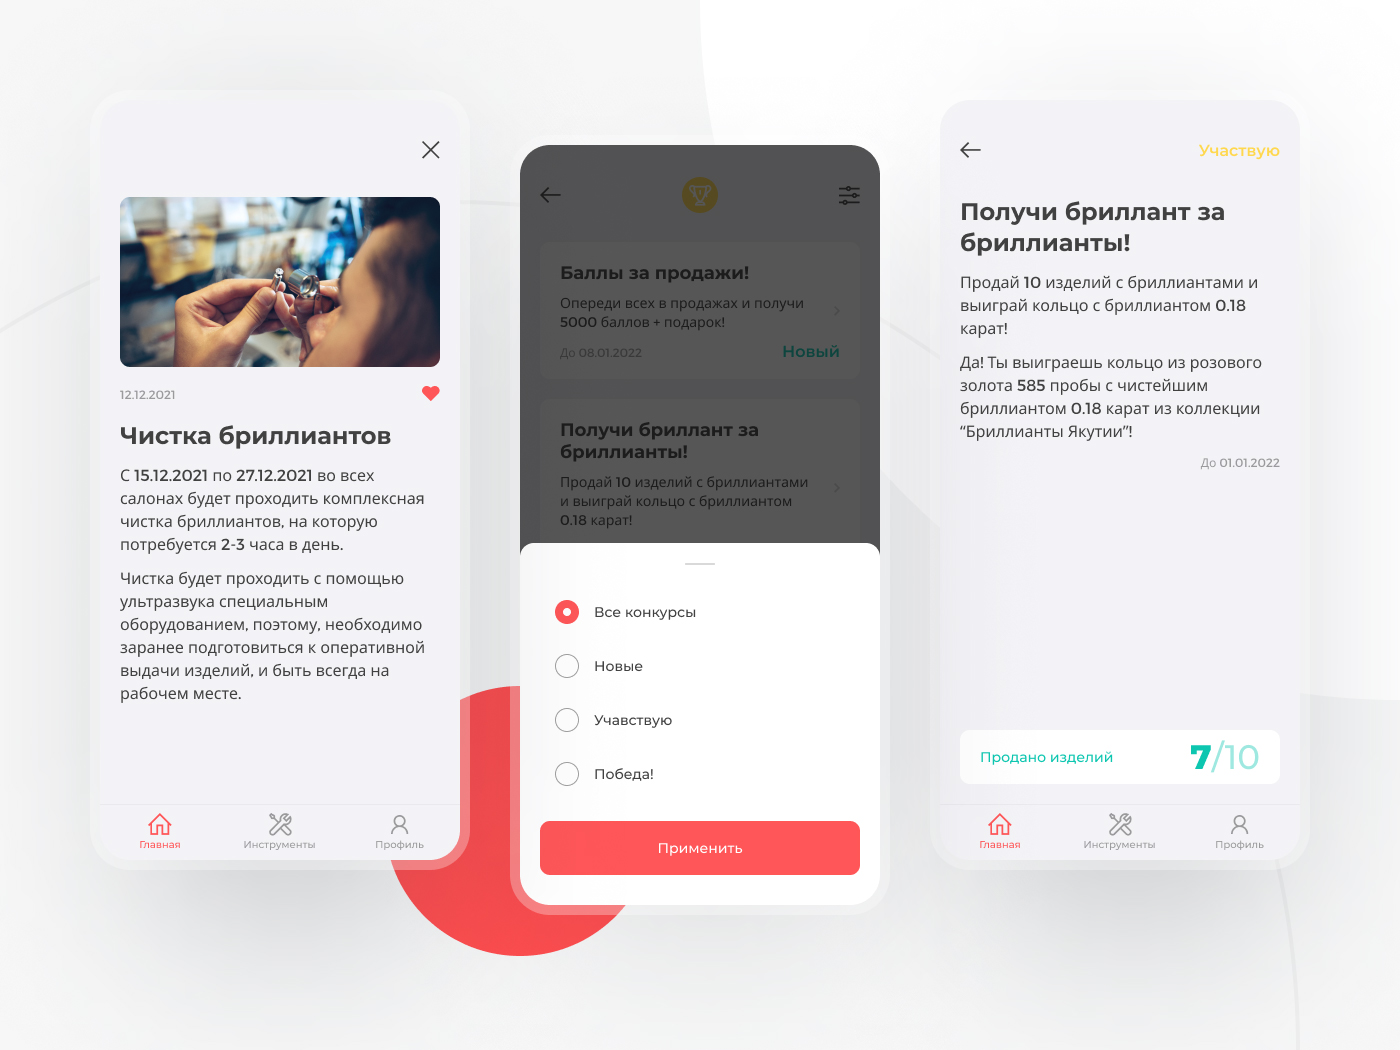 12.12.2021
Чистка бриллиантов
С 15.12.2021 по 27.12.2021 во всех
салонах будет проходить комплексная
чистка бриллиантов, на которую
потребуется 2-3 часа в день.
Чистка будет проходить с помощью
ультразвука специальным
оборудованием, поэтому, необходимо
заранее подготовиться к оперативной
выдачи изделий, и быть всегда на
рабочем месте.
Главная
Инструменты
Профиль
Баллы за продажи!
Опереди всех в продажах и получи
5000 баллов + подарок!
До 08.01.2022
Новый
Получи бриллант за
бриллианты!
Продай 10 изделий с бриллиантами
и выиграй кольцо с бриллиантом
0.18 карат!
Все конкурсы
Новые
Учавствую
Победа!
Применить
Участвую
Получи бриллант за
бриллианты!
Продай 10 изделий с бриллиантами и
выиграй кольцо с бриллиантом 0.18
карат!
Да! Ты выиграешь кольцо из розового
золота 585 пробы с чистейшим
бриллиантом 0.18 карат из коллекции
“Бриллианты Якутии”!
До 01.01.2022
Продано изделий
7/10
Главная
Инструменты
Профиль